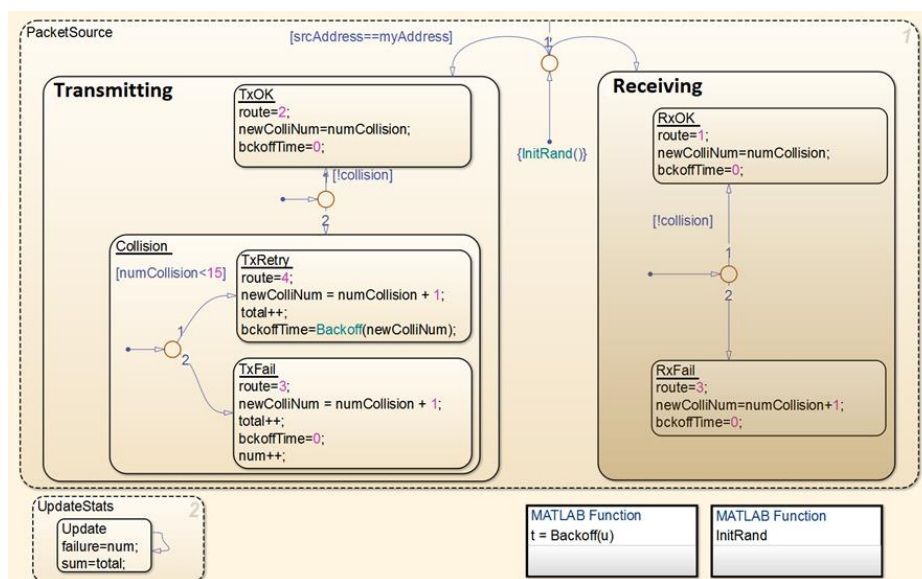 PacketSource
1
[srcAddress==myAddress]
1
Transmitting
Receiving
TxOK
route=2;
newColliNum=numCollision;
bckoffTime=0;
{InitRand()}
RxOK
route=1;
newColliNum=numCollision;
bckoffTime=0;
[!collision]
2
[!collision]
1
2
Collision
[numCollision<15]
1
2
TxRetry
route=4;
newColliNum = numCollision + 1;
total++;
bckoffTime=Backoff(newColliNum);
TxFail
route=3;
newColliNum = numCollision + 1;
total++;
bckoffTime=0;
num++;
RxFail
route=3;
newColliNum=numCollision+1;
bckoffTime=0;
UpdateStats
2
Update
failure=num;
sum=total;
MATLAB Function
t = Backoff(u)
MATLAB Function
InitRand